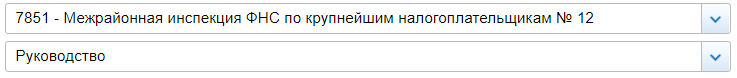 7851 - Межрайонная инспекция ФНС по крупнейшим налогоплательщикам № 12
Руководство